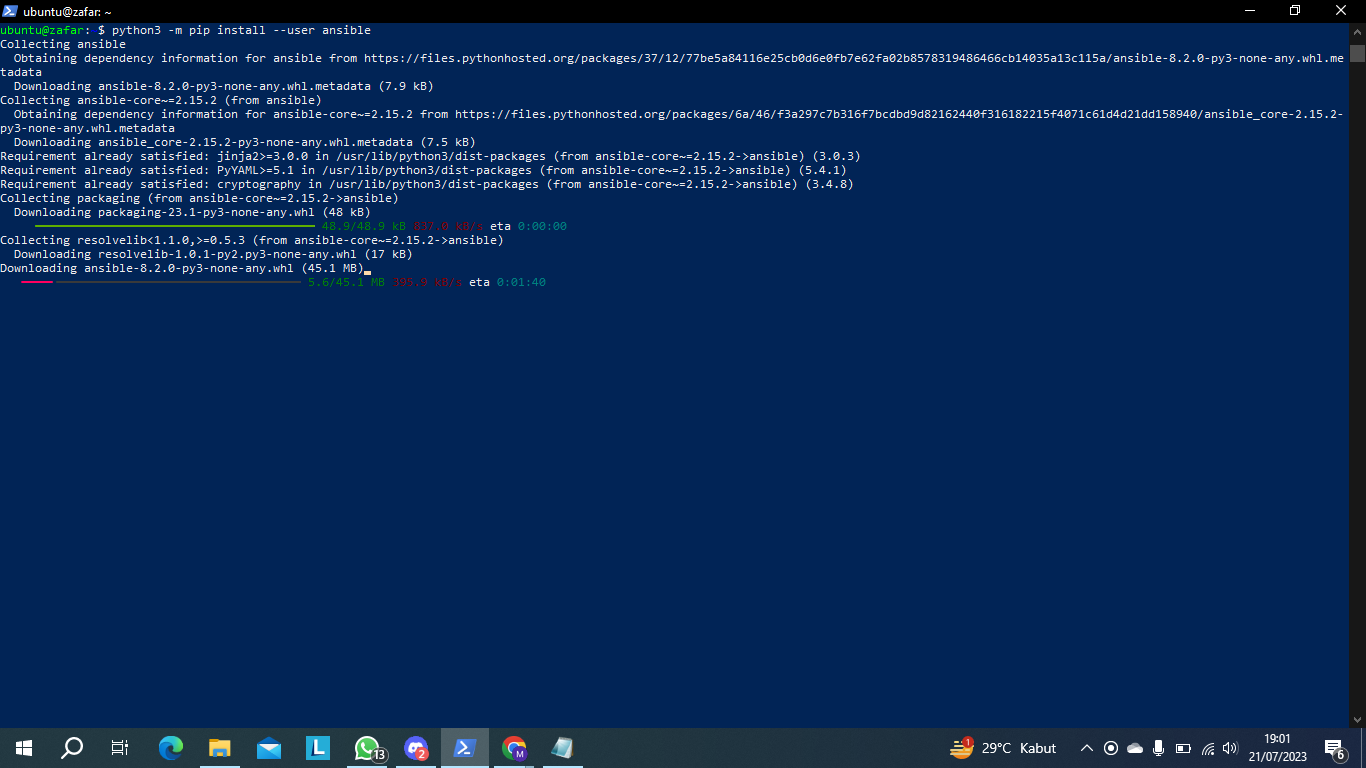 ubuntu@zafar: ~
ubuntu@zafar:~$ python3 -m pip install --user ansible
Collecting ansible
Obtaining dependency information for ansible from https://files.pythonhosted.org/packages/37/12/77be5a84116e25cb0d6e0fb7e62fa02b8578319486466cb14035a13c115a/ansible-8.2.0-py3-none-any.whl.me
tadata
Downloading ansible-8.2.0-py3-none-any.whl.metadata (7.9 kB)
Collecting ansible-core~=2.15.2 (from ansible)
Obtaining dependency information for ansible-core~=2.15.2 from https://files.pythonhosted.org/packages/6a/46/f3a297c7b316f7bcdbd9d82162440f316182215f4071c61d4d21dd158940/ansible_core-2.15.2-
py3-none-any.whl.metadata
Downloading ansible_core-2.15.2-py3-none-any.whl.metadata (7.5 kB)
Requirement already satisfied: jinja2>=3.0.0 in /usr/lib/python3/dist-packages (from ansible-core~=2.15.2->ansible) (3.0.3)
Requirement already satisfied: PyYAML>=5.1 in /usr/lib/python3/dist-packages (from ansible-core~=2.15.2->ansible) (5.4.1)
Requirement already satisfied: cryptography in /usr/lib/python3/dist-packages (from ansible-core~=2.15.2->ansible) (3.4.8)
Collecting packaging (from ansible-core~=2.15.2->ansible)
Downloading packaging-23.1-py3-none-any.whl (48 kB)
48.9/48.9 kB 837.0 kB/s eta 0:00:00
Collecting resolvelib<1.1.0,>=0.5.3 (from ansible-core~=2.15.2->ansible)
Downloading resolvelib-1.0.1-py2.py3-none-any.whl (17 kB)
Downloading ansible-8.2.0-py3-none-any.whl (45.1 MB)
5.6/45.1 MB 395.9 kB/s eta 0:01:40
L
13
2
M
1
29°C Kabut
19:01
21/07/2023
6